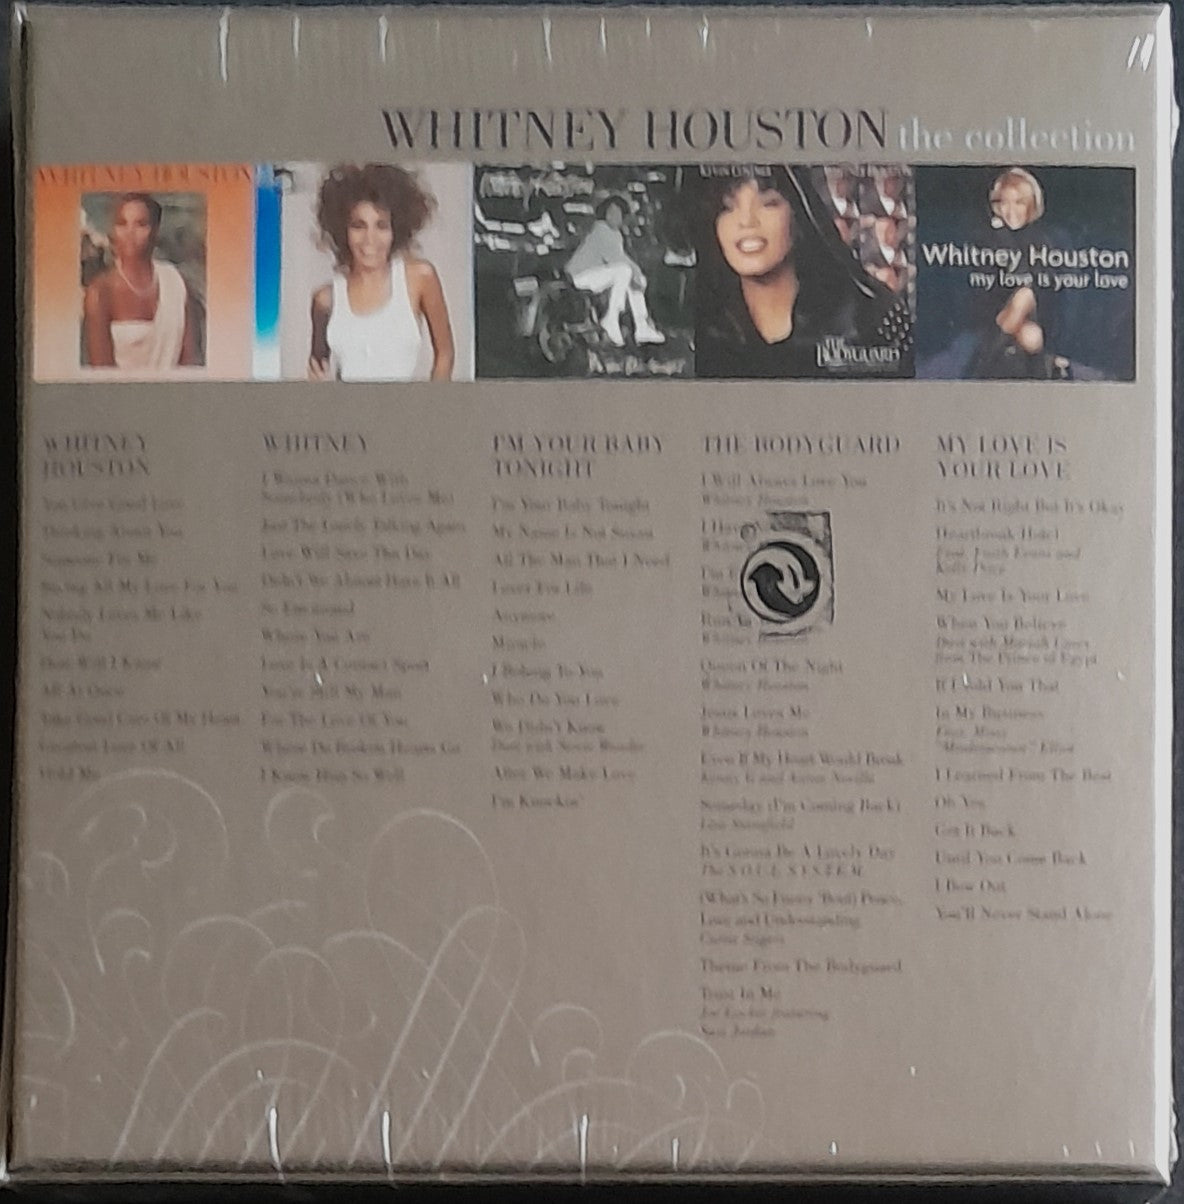 WHITNEY HOUSTON the collection
WHITNEY HOUSTON
Whitney Houston
my love is your love
THE
BODYGUARD
WHITNEY
HOUSTON
You Give Good Love
Thinking About You
Someone For Me
Saving All My Love For You
Nobody Loves Me Like
You Do
How Will I Know
All At Once
Take Good Care Of My Heart
Greatest Love Of All
Hold Me
WHITNEY
I Wanna Dance With
Somebody (Who Loves Me)
Just The Lonely Talking Again
Love Will Save The Day
Didn't We Almost Have It All
So Emotional
Where You Are
Love Is A Contact Sport
You're Still My Man
For The Love Of You
Where Do Broken Hearts Go
I Know Him So Well
I'M YOUR BABY
TONIGHT
I'm Your Baby Tonight
My Name Is Not Susan
All The Man That I Need
Lover For Life
Anymore
Miracle
I Belong To You
Who Do You Love
We Didn't Know
Duet with Stevie Wonder
After We Make Love
I'm Knockin'
THE BODYGUARD
I Will Always Love You
Whitney Houston
I Have
Run To
Whitney Houston
Queen Of The Night
Whitney Houston
Jesus Loves Me
Whitney Houston
Even If My Heart Would Break
Kenny G and Aaron Neville
Someday (I'm Coming Back)
Lisa Stansfield
It's Gonna Be A Lovely Day
The S.O.U.L. S.Y.S.T.E.M.
(What's So Funny 'Bout) Peace,
Love and Understanding
Curtis Stigers
Theme From The Bodyguard
Trust In Me
Joe Cocker featuring
Sass Jordan
MY LOVE IS
YOUR LOVE
It's Not Right But It's Okay
Heartbreak Hotel
Feat. Faith Evans and
Kelly Price
My Love Is Your Love
When You Believe
Duet with Mariah Carey
from The Prince of Egypt
If I Told You That
In My Business
Feat. Missy
"Misdemeanor" Elliott
I Learned From The Best
Oh Yes
Get It Back
Until You Come Back
I Bow Out
You'll Never Stand Alone